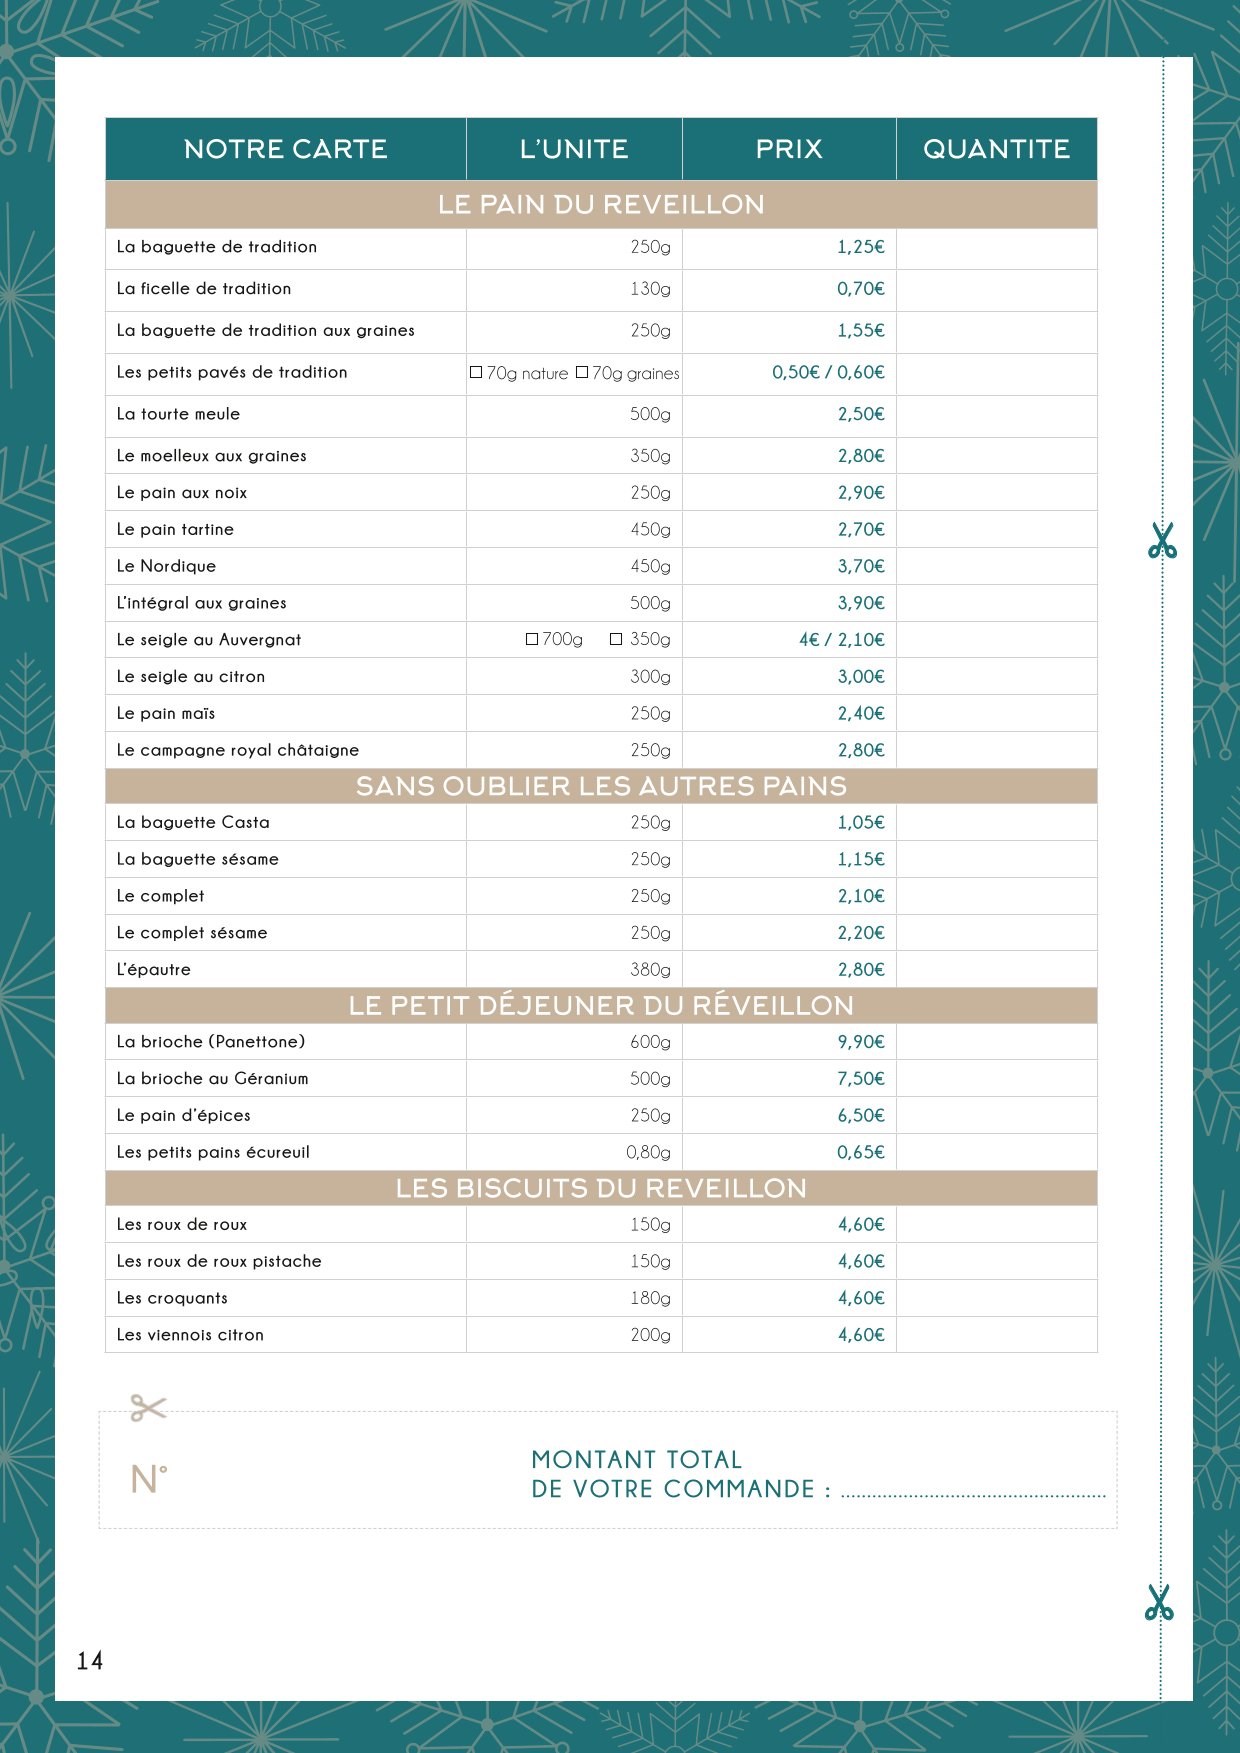 NOTRE CARTE L’UNITE PRIX QUANTITE
LE PAIN DU REVEILLON
La baguette de tradition 250g 1,25€
La ficelle de tradition 130g 0,70€
La baguette de tradition aux graines 250g 1,55€
Les petits pavés de tradition ☐ 70g nature ☐ 70g graines 0,50€ / 0,60€
La tourte meule 500g 2,50€
Le moelleux aux graines 350g 2,80€
Le pain aux noix 250g 2,90€
Le pain tartine 450g 2,70€
Le Nordique 450g 3,70€
L’intégral aux graines 500g 3,90€
Le seigle au Auvergnat ☐ 700g ☐ 350g 4€ / 2,10€
Le seigle au citron 300g 3,00€
Le pain maïs 250g 2,40€
Le campagne royal châtaigne 250g 2,80€
SANS OUBLIER LES AUTRES PAINS
La baguette Casta 250g 1,05€
La baguette sésame 250g 1,15€
Le complet 250g 2,10€
Le complet sésame 250g 2,20€
L’épautre 380g 2,80€
LE PETIT DÉJEUNER DU RÉVEILLON
La brioche (Panettone) 600g 9,90€
La brioche au Géranium 500g 7,50€
Le pain d’épices 250g 6,50€
Les petits pains écureuil 0,80g 0,65€
LES BISCUITS DU REVEILLON
Les roux de roux 150g 4,60€
Les roux de roux pistache 150g 4,60€
Les croquants 180g 4,60€
Les viennois citron 200g 4,60€
N°
MONTANT TOTAL
DE VOTRE COMMANDE : ..................................................
14